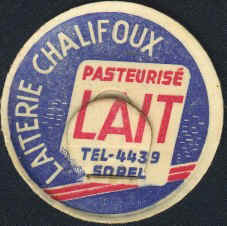 LAITERIE CHALIFOUX
PASTEURISÉ
LAIT
TEL-4439
SOREL